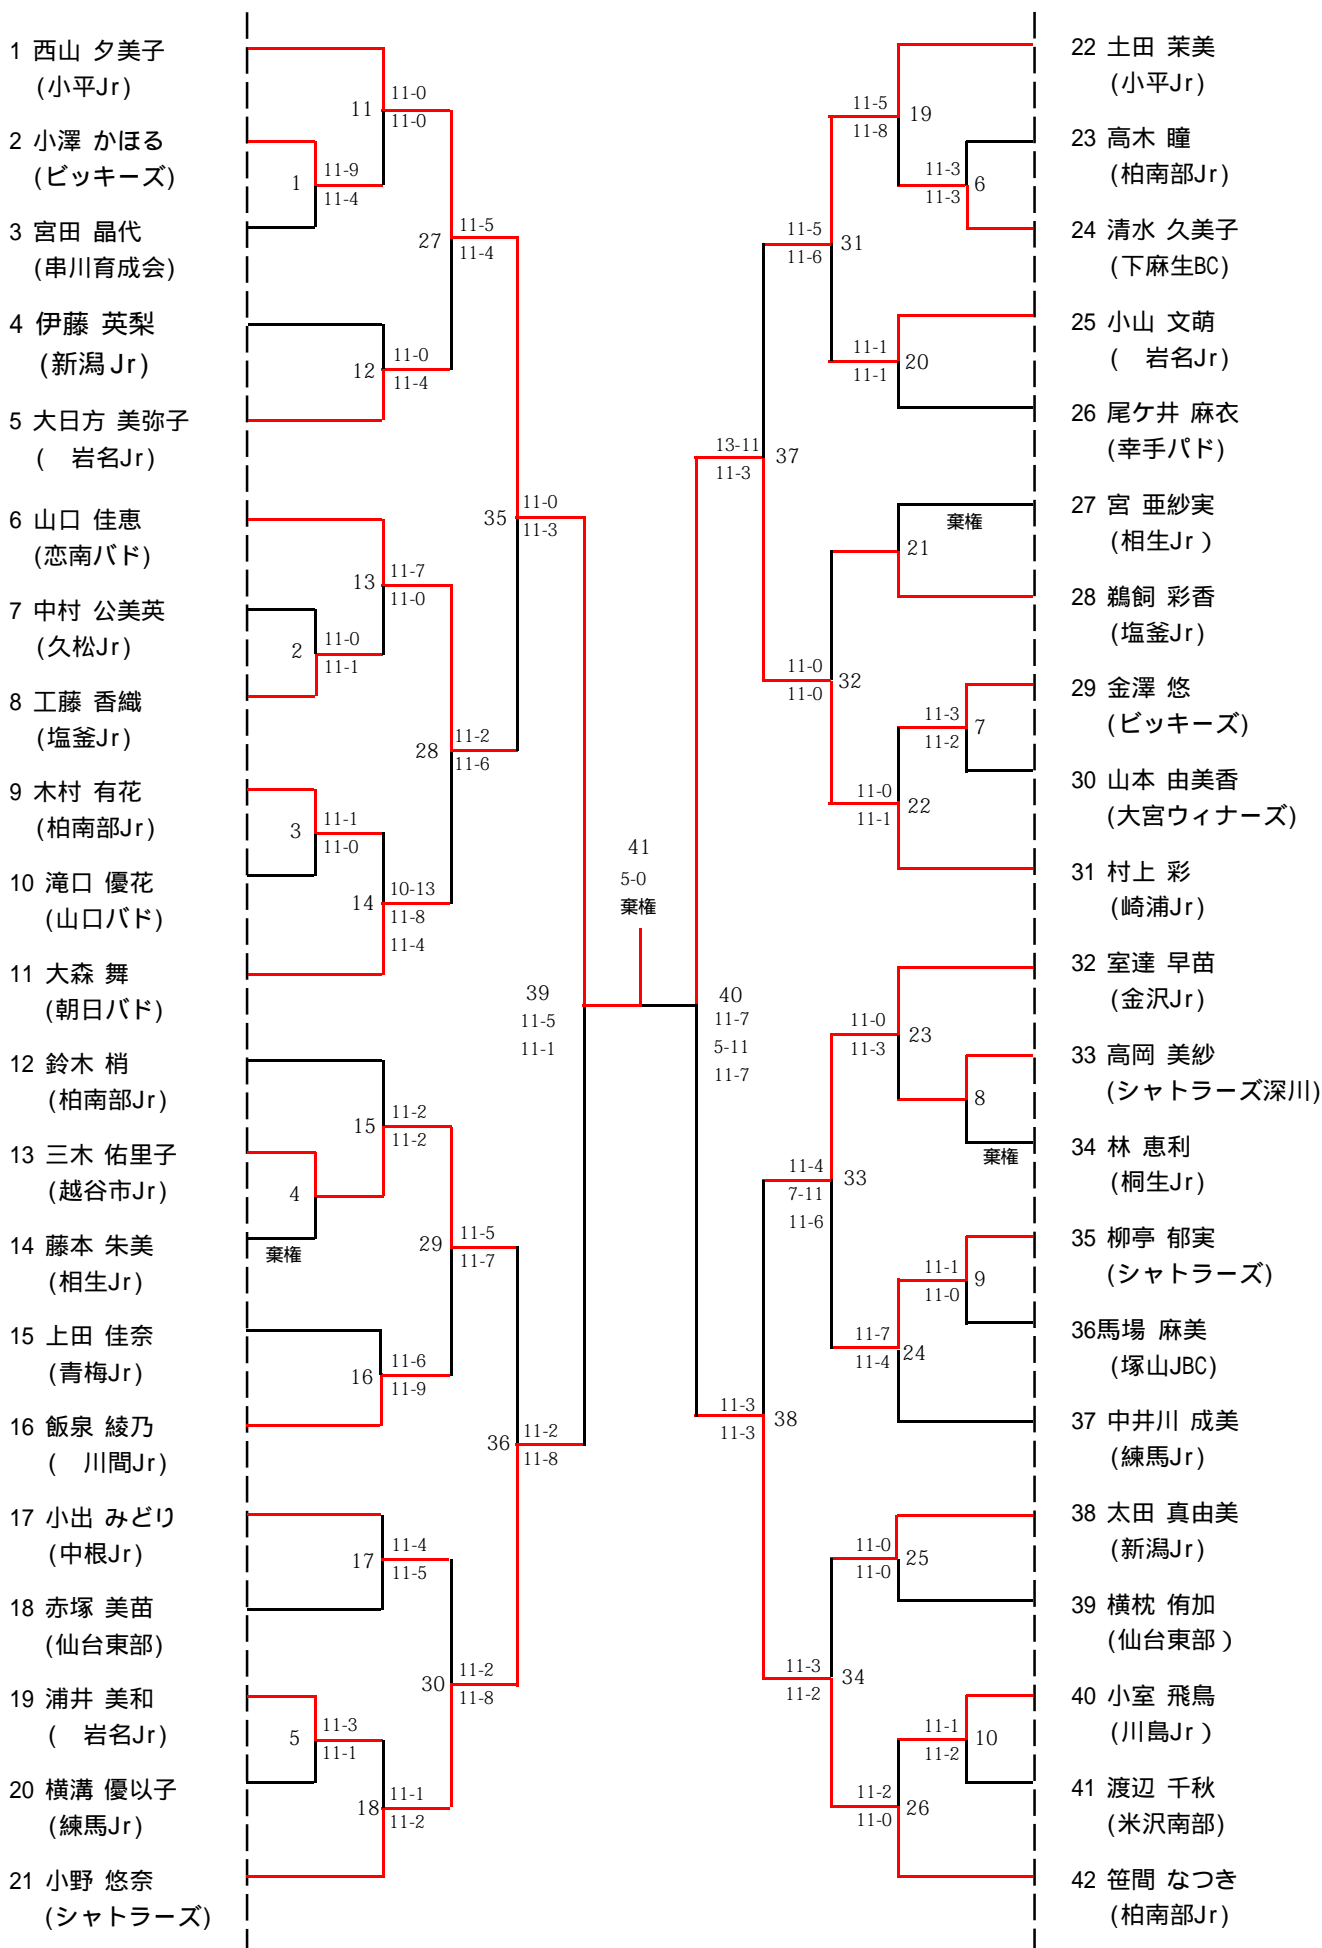 1 西山 夕美子
(小平Jr)
2 小澤 かほる
(ビッキーズ)
3 宮田 晶代
(串川育成会)
4 伊藤 英梨
(新潟Jr)
5 大日方 美弥子
( 岩名Jr)
6 山口 佳恵
(恋南バド)
7 中村 公美英
(久松Jr)
8 工藤 香織
(塩釜Jr)
9 木村 有花
(柏南部Jr)
10 滝口 優花
(山口バド)
11 大森 舞
(朝日バド)
12 鈴木 梢
(柏南部Jr)
13 三木 佑里子
(越谷市Jr)
14 藤本 朱美
(相生Jr)
15 上田 佳奈
(青梅Jr)
16 飯泉 綾乃
( 川間Jr)
17 小出 みどり
(中根Jr)
18 赤塚 美苗
(仙台東部)
19 浦井 美和
( 岩名Jr)
20 横溝 優以子
(練馬Jr)
21 小野 悠奈
(シャトラーズ)
1
11-9
11-4
2
11-0
11-1
3
11-1
11-0
4
棄権
5
11-3
11-1
11
11-0
11-0
12
11-0
11-4
13
11-7
11-0
14
10-13
11-8
11-4
15
11-2
11-2
16
11-6
11-9
17
11-4
11-5
18
11-1
11-2
27
11-5
11-4
28
11-2
11-6
29
11-5
11-7
30
11-2
11-8
35
11-0
11-3
36
11-2
11-8
39
11-5
11-1
41
5-0
棄権
40
11-7
5-11
11-7
37
13-11
11-3
38
11-3
11-3
31
11-5
11-6
32
11-0
11-0
33
11-4
7-11
11-6
34
11-3
11-2
19
11-5
11-8
20
11-1
11-1
21
棄権
22
11-0
11-1
23
11-0
11-3
24
11-7
11-4
25
11-0
11-0
26
11-2
11-0
6
11-3
11-3
7
11-3
11-2
8
棄権
9
11-1
11-0
10
11-1
11-2
22 土田 茉美
(小平Jr)
23 高木 瞳
(柏南部Jr)
24 清水 久美子
(下麻生BC)
25 小山 文萌
( 岩名Jr)
26 尾ケ井 麻衣
(幸手パド)
27 宮 亜紗実
(相生Jr )
28 鵜飼 彩香
(塩釜Jr)
29 金澤 悠
(ビッキーズ)
30 山本 由美香
(大宮ウィナーズ)
31 村上 彩
(崎浦Jr)
32 室達 早苗
(金沢Jr)
33 高岡 美紗
(シャトラーズ深川)
34 林 恵利
(桐生Jr)
35 柳亭 郁実
(シャトラーズ)
36馬場 麻美
(塚山JBC)
37 中井川 成美
(練馬Jr)
38 太田 真由美
(新潟Jr)
39 横枕 侑加
(仙台東部 )
40 小室 飛鳥
(川島Jr )
41 渡辺 千秋
(米沢南部)
42 笹間 なつき
(柏南部Jr)